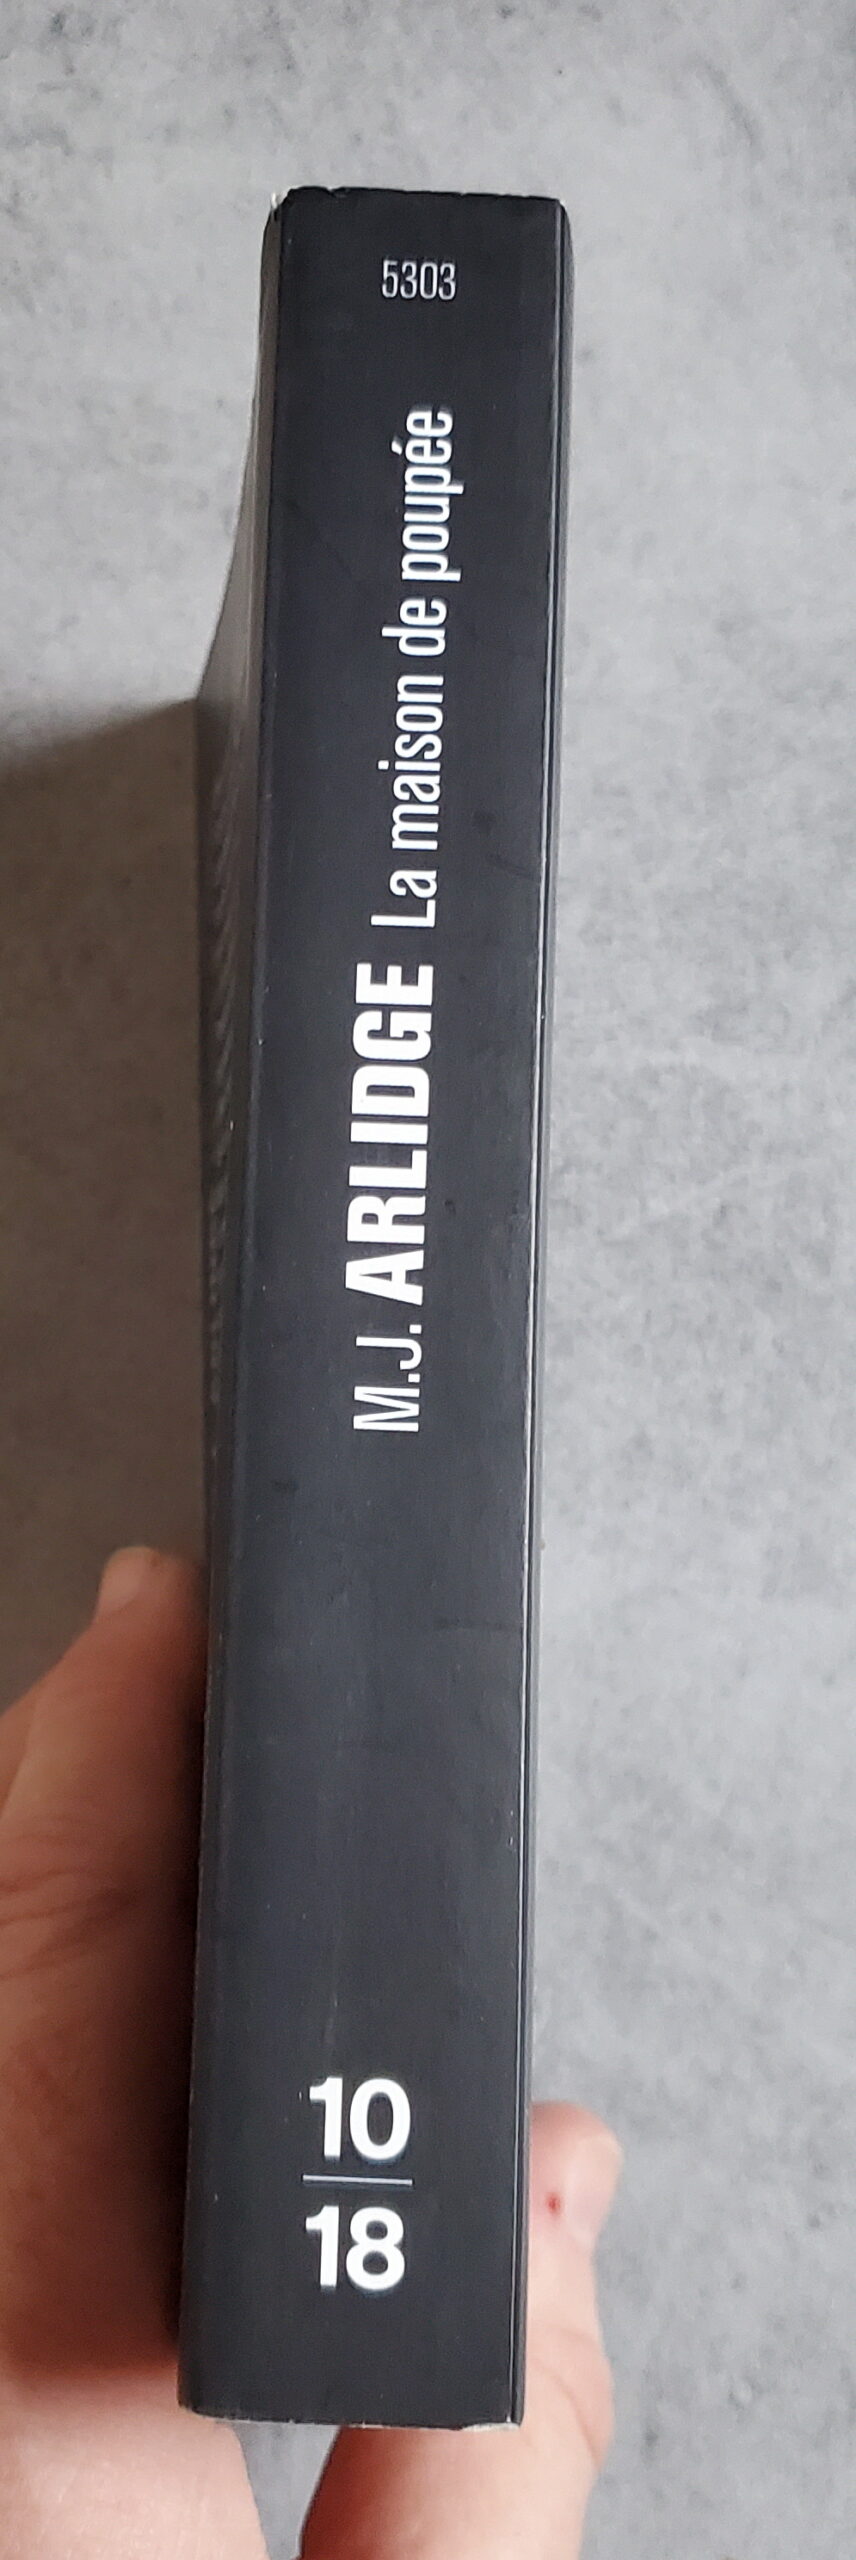 5303
M.J. ARLIDGE La maison de poupée
10
18